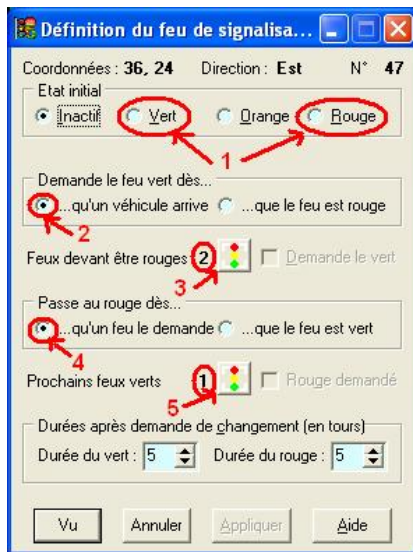 Définition du feu de signalisa...
Coordonnées : 36, 24 Direction : Est N° 47
Etat initial
Inactif Vert Orange Rouge
1
Demande le feu vert dès...
...qu'un véhicule arrive ...que le feu est rouge
2
Feux devant être rouges 2 Demande le vert
3
Passe au rouge dès...
...qu'un feu le demande ...que le feu est vert
4
Prochains feux verts 1 Rouge demandé
5
Durées après demande de changement (en tours)
Durée du vert : 5 Durée du rouge : 5
Vu Annuler Appliquer Aide